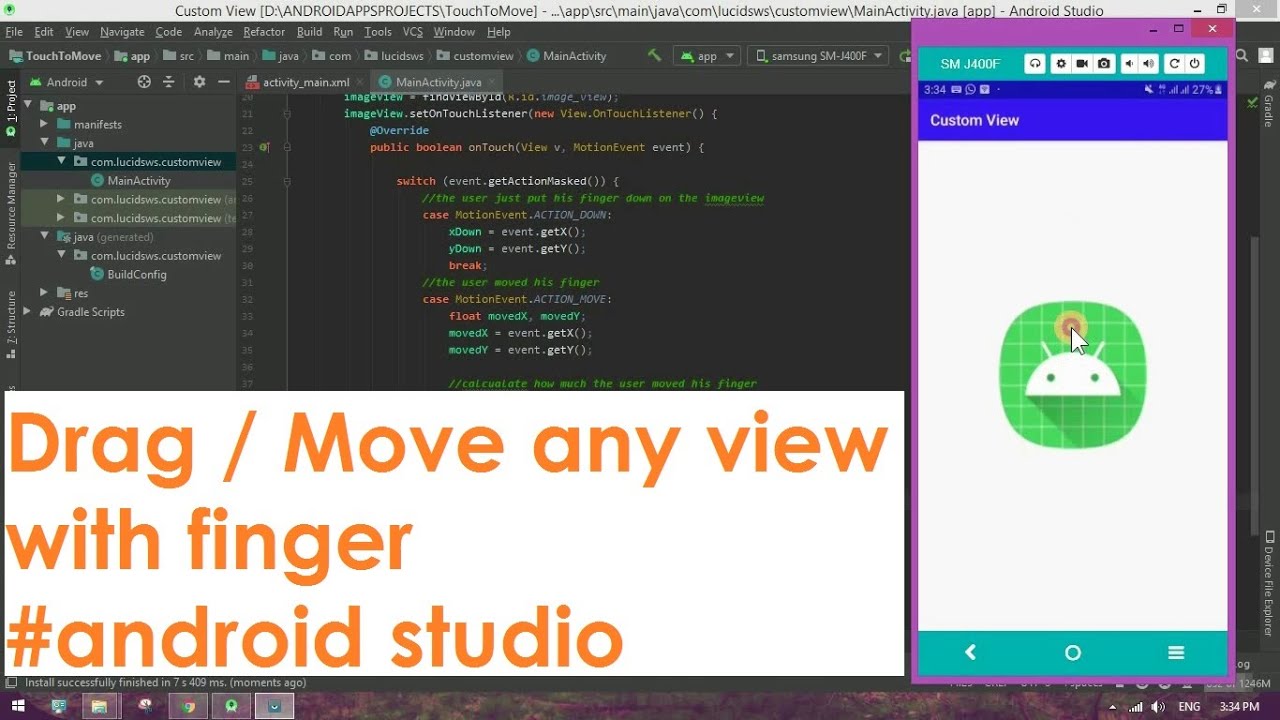 Custom View [D:\ANDROIDAPPSPROJECTS\TouchToMove] - ...\app\src\main\java\com\lucidsws\customview\MainActivity.java [app] - Android Studio
File Edit View Navigate Code Analyze Refactor Build Run Tools VCS Window Help
TouchToMove app src main java com lucidsws customview MainActivity app samsung SM-J400F
Android activity_main.xml MainActivity.java
1: Project
Resource Manager
7: Structure
app
manifests
java
com.lucidsws.customview
MainActivity
com.lucidsws.customview
com.lucidsws.customview
java (generated)
com.lucidsws.customview
BuildConfig
res
Gradle Scripts
20 imageView = findViewById(R.id.image_view);
21 imageView.setOnTouchListener(new View.OnTouchListener() {
22 @Override
23 public boolean onTouch(View v, MotionEvent event) {
24
25 switch (event.getActionMasked()) {
26 //the user just put his finger down on the imageview
27 case MotionEvent.ACTION_DOWN:
28 xDown = event.getX();
29 yDown = event.getY();
30 break;
31 //the user moved his finger
32 case MotionEvent.ACTION_MOVE:
33 float movedX, movedY;
34 movedX = event.getX();
35 movedY = event.getY();
36
37 //calcualate how much the user moved his finger
SM J400F
3:34 27%
Custom View
Gradle
Device File Explorer
Drag / Move any view
with finger
#android studio
Install successfully finished in 7 s 409 ms. (moments ago)
1246M
ENG 3:34 PM